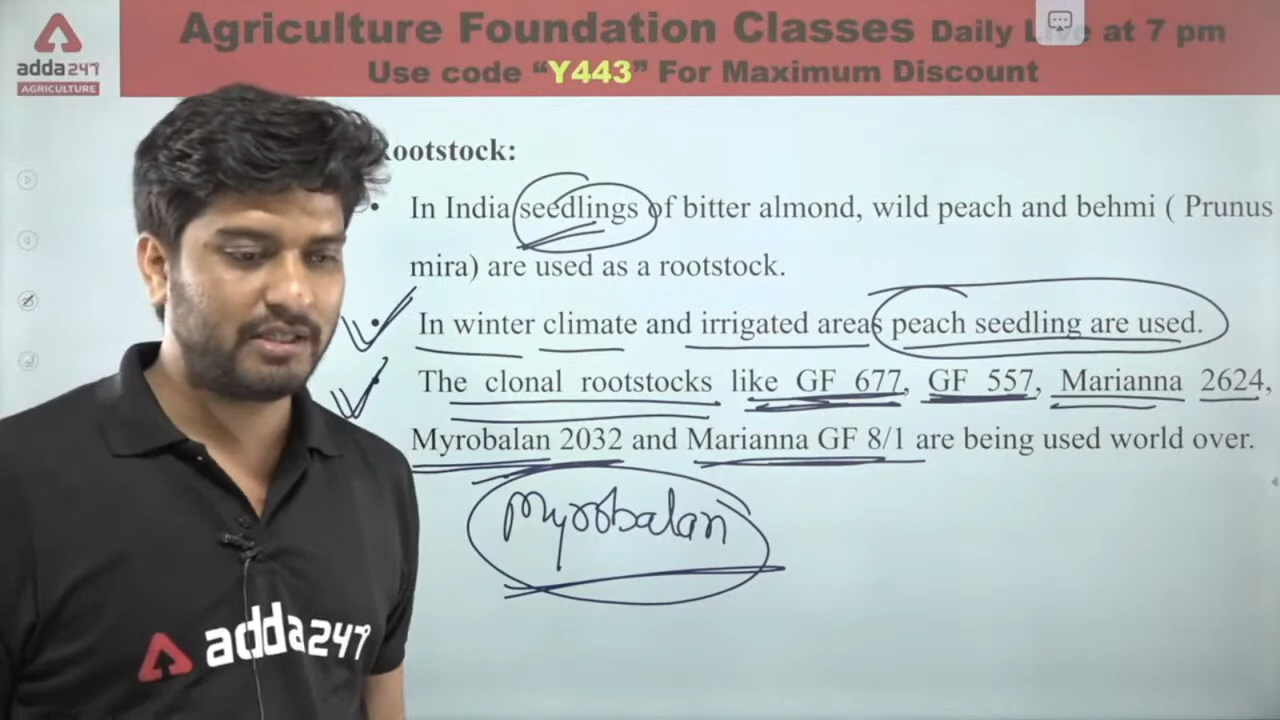 Agriculture Foundation Classes Daily Live at 7 pm
Use code “Y443” For Maximum Discount
adda247
AGRICULTURE
Rootstock:
• In India seedlings of bitter almond, wild peach and behmi ( Prunus
mira) are used as a rootstock.
• In winter climate and irrigated areas peach seedling are used.
• The clonal rootstocks like GF 677, GF 557, Marianna 2624,
Myrobalan 2032 and Marianna GF 8/1 are being used world over.
Myrobalan
adda247